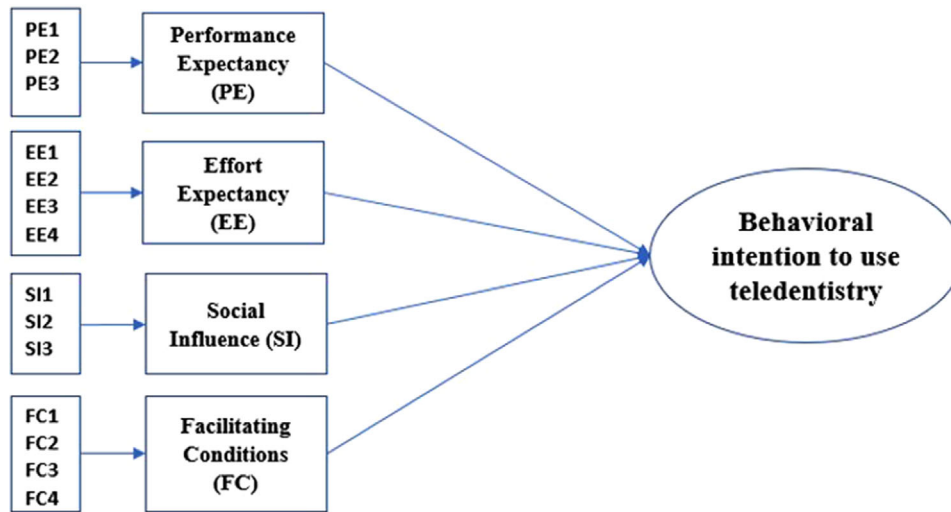 PE1
PE2
PE3
Performance
Expectancy
(PE)
EE1
EE2
EE3
EE4
Effort
Expectancy
(EE)
SI1
SI2
SI3
Social
Influence (SI)
FC1
FC2
FC3
FC4
Facilitating
Conditions
(FC)
Behavioral
intention to use
teledentistry